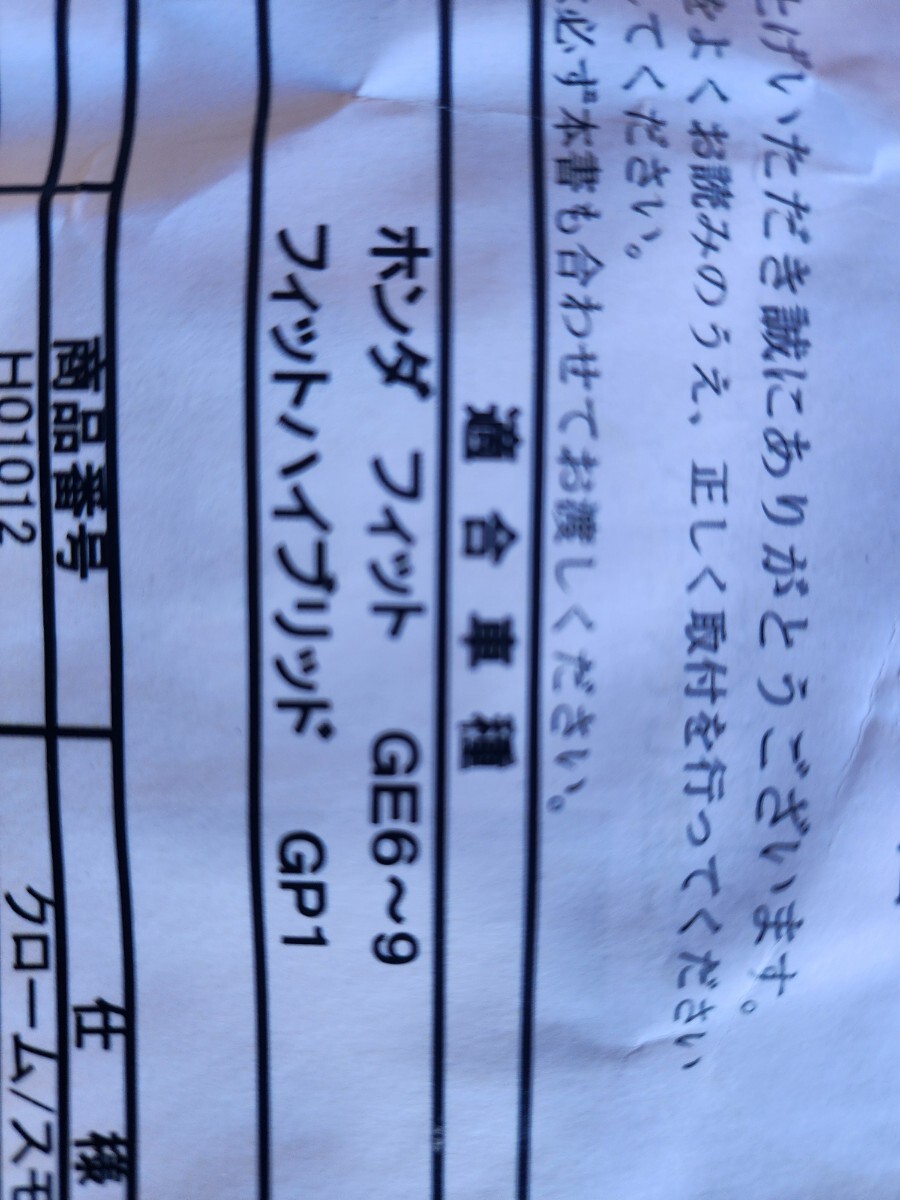 とげいただき誠にありがとうございます。
をよくお読みのうえ、正しく取付を行ってください
てください。
必ず本書も合わせてお渡しください。
適合車種
ホンダ フィット GE6～9
フィットハイブリッド GP1
商品番号 仕様
H01012 クローム/スモ